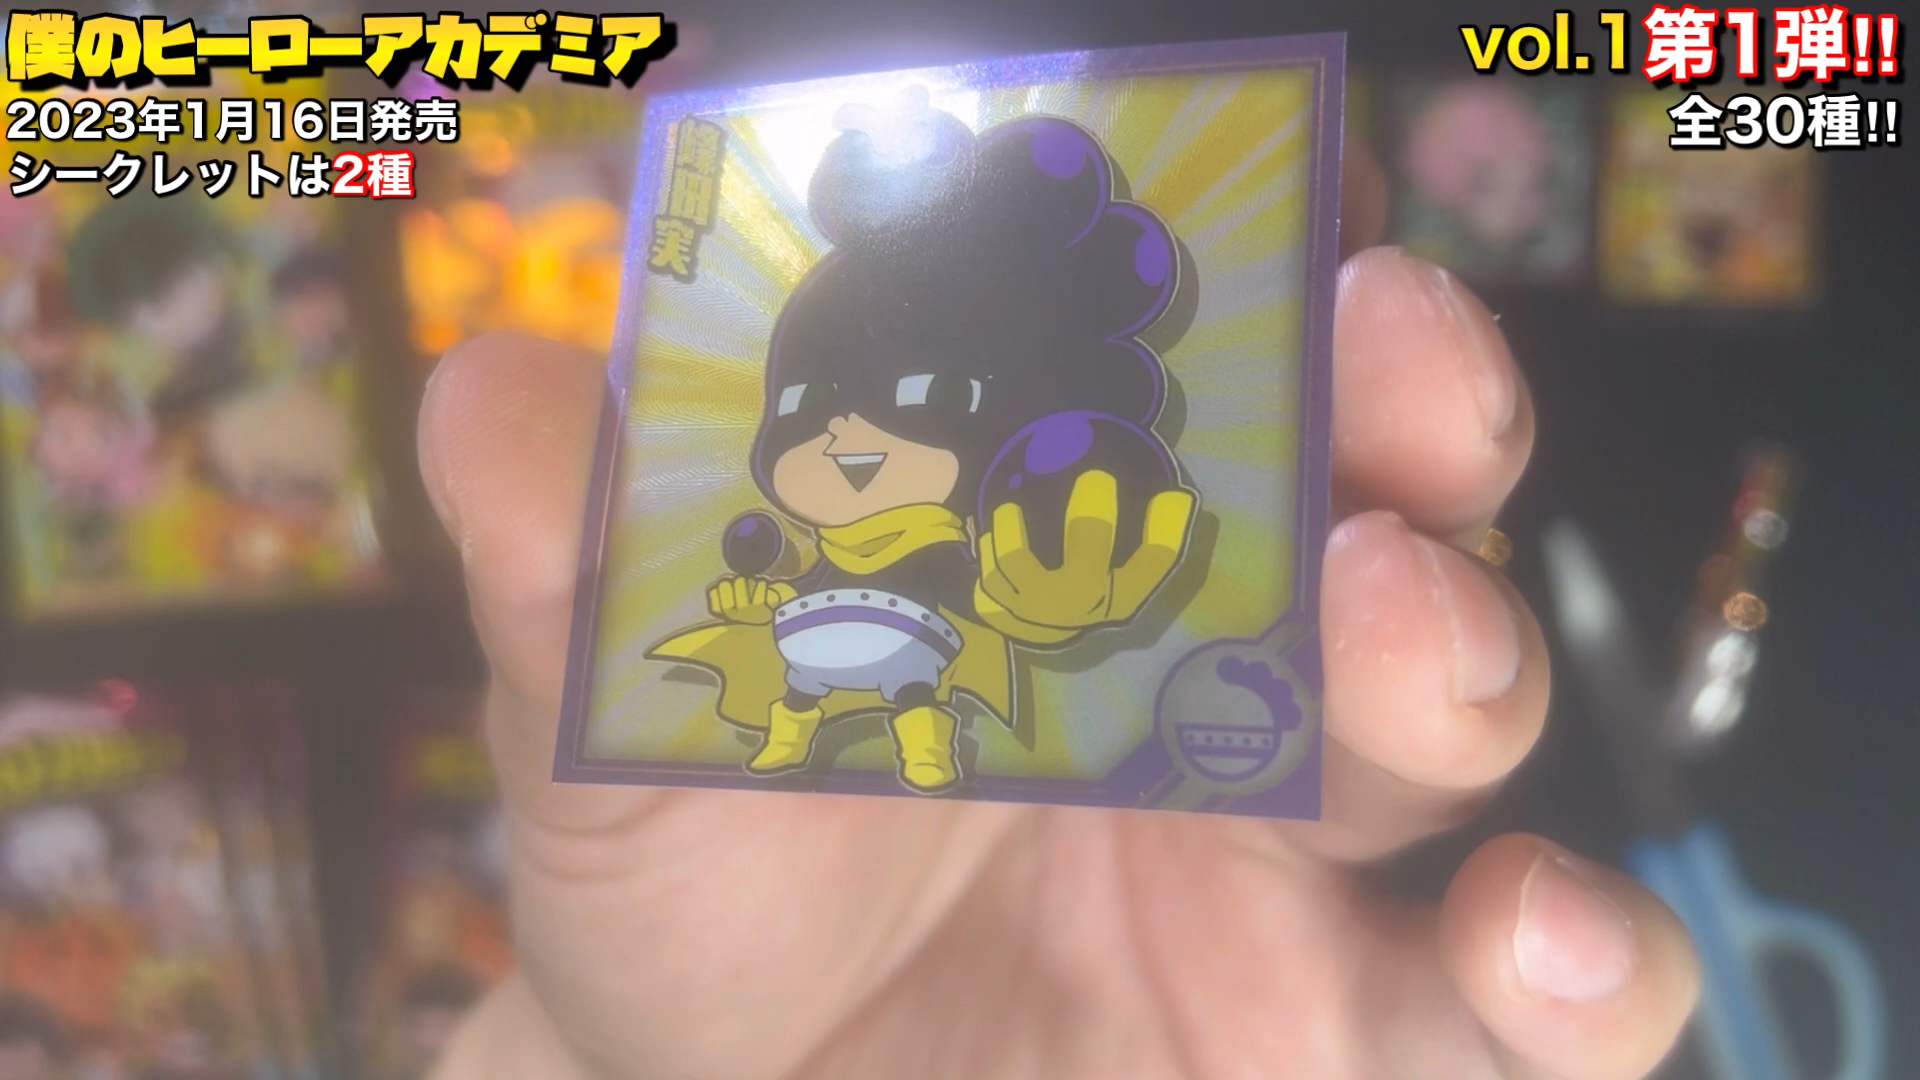 僕のヒーローアカデミア
2023年1月16日発売
シークレットは2種
vol.1 第1弾!!
全30種!!
峰田実